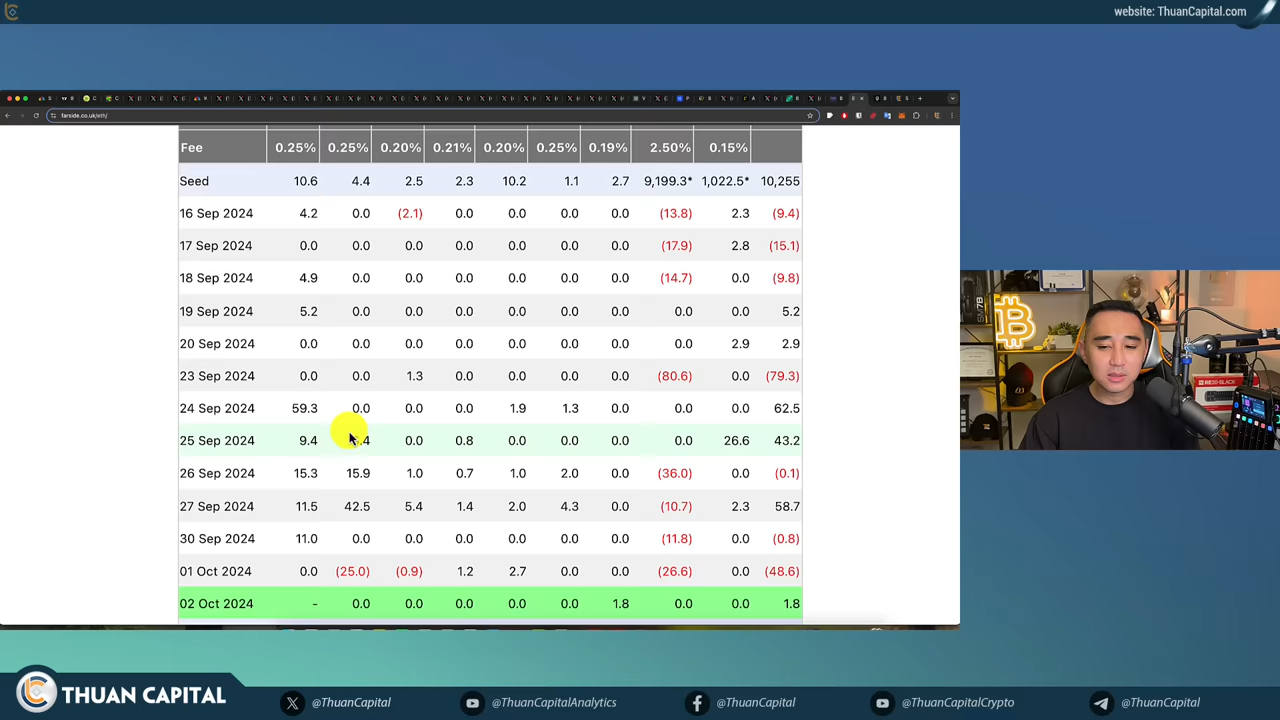 website: ThuanCapital.com
farside.co.uk/eth/
Fee 0.25% 0.25% 0.20% 0.21% 0.20% 0.25% 0.19% 2.50% 0.15%
Seed 10.6 4.4 2.5 2.3 10.2 1.1 2.7 9,199.3* 1,022.5* 10,255
16 Sep 2024 4.2 0.0 (2.1) 0.0 0.0 0.0 0.0 (13.8) 2.3 (9.4)
17 Sep 2024 0.0 0.0 0.0 0.0 0.0 0.0 0.0 (17.9) 2.8 (15.1)
18 Sep 2024 4.9 0.0 0.0 0.0 0.0 0.0 0.0 (14.7) 0.0 (9.8)
19 Sep 2024 5.2 0.0 0.0 0.0 0.0 0.0 0.0 0.0 0.0 5.2
20 Sep 2024 0.0 0.0 0.0 0.0 0.0 0.0 0.0 0.0 2.9 2.9
23 Sep 2024 0.0 0.0 1.3 0.0 0.0 0.0 0.0 (80.6) 0.0 (79.3)
24 Sep 2024 59.3 0.0 0.0 0.0 1.9 1.3 0.0 0.0 0.0 62.5
25 Sep 2024 9.4 0.0 0.8 0.0 0.0 0.0 0.0 26.6 43.2
26 Sep 2024 15.3 15.9 1.0 0.7 1.0 2.0 0.0 (36.0) 0.0 (0.1)
27 Sep 2024 11.5 42.5 5.4 1.4 2.0 4.3 0.0 (10.7) 2.3 58.7
30 Sep 2024 11.0 0.0 0.0 0.0 0.0 0.0 0.0 (11.8) 0.0 (0.8)
01 Oct 2024 0.0 (25.0) (0.9) 1.2 2.7 0.0 0.0 (26.6) 0.0 (48.6)
02 Oct 2024 - 0.0 0.0 0.0 0.0 0.0 1.8 0.0 0.0 1.8
SM7B
RE20-BLACK
THUAN CAPITAL
@ThuanCapital
@ThuanCapitalAnalytics
@ThuanCapital
@ThuanCapitalCrypto
@ThuanCapital